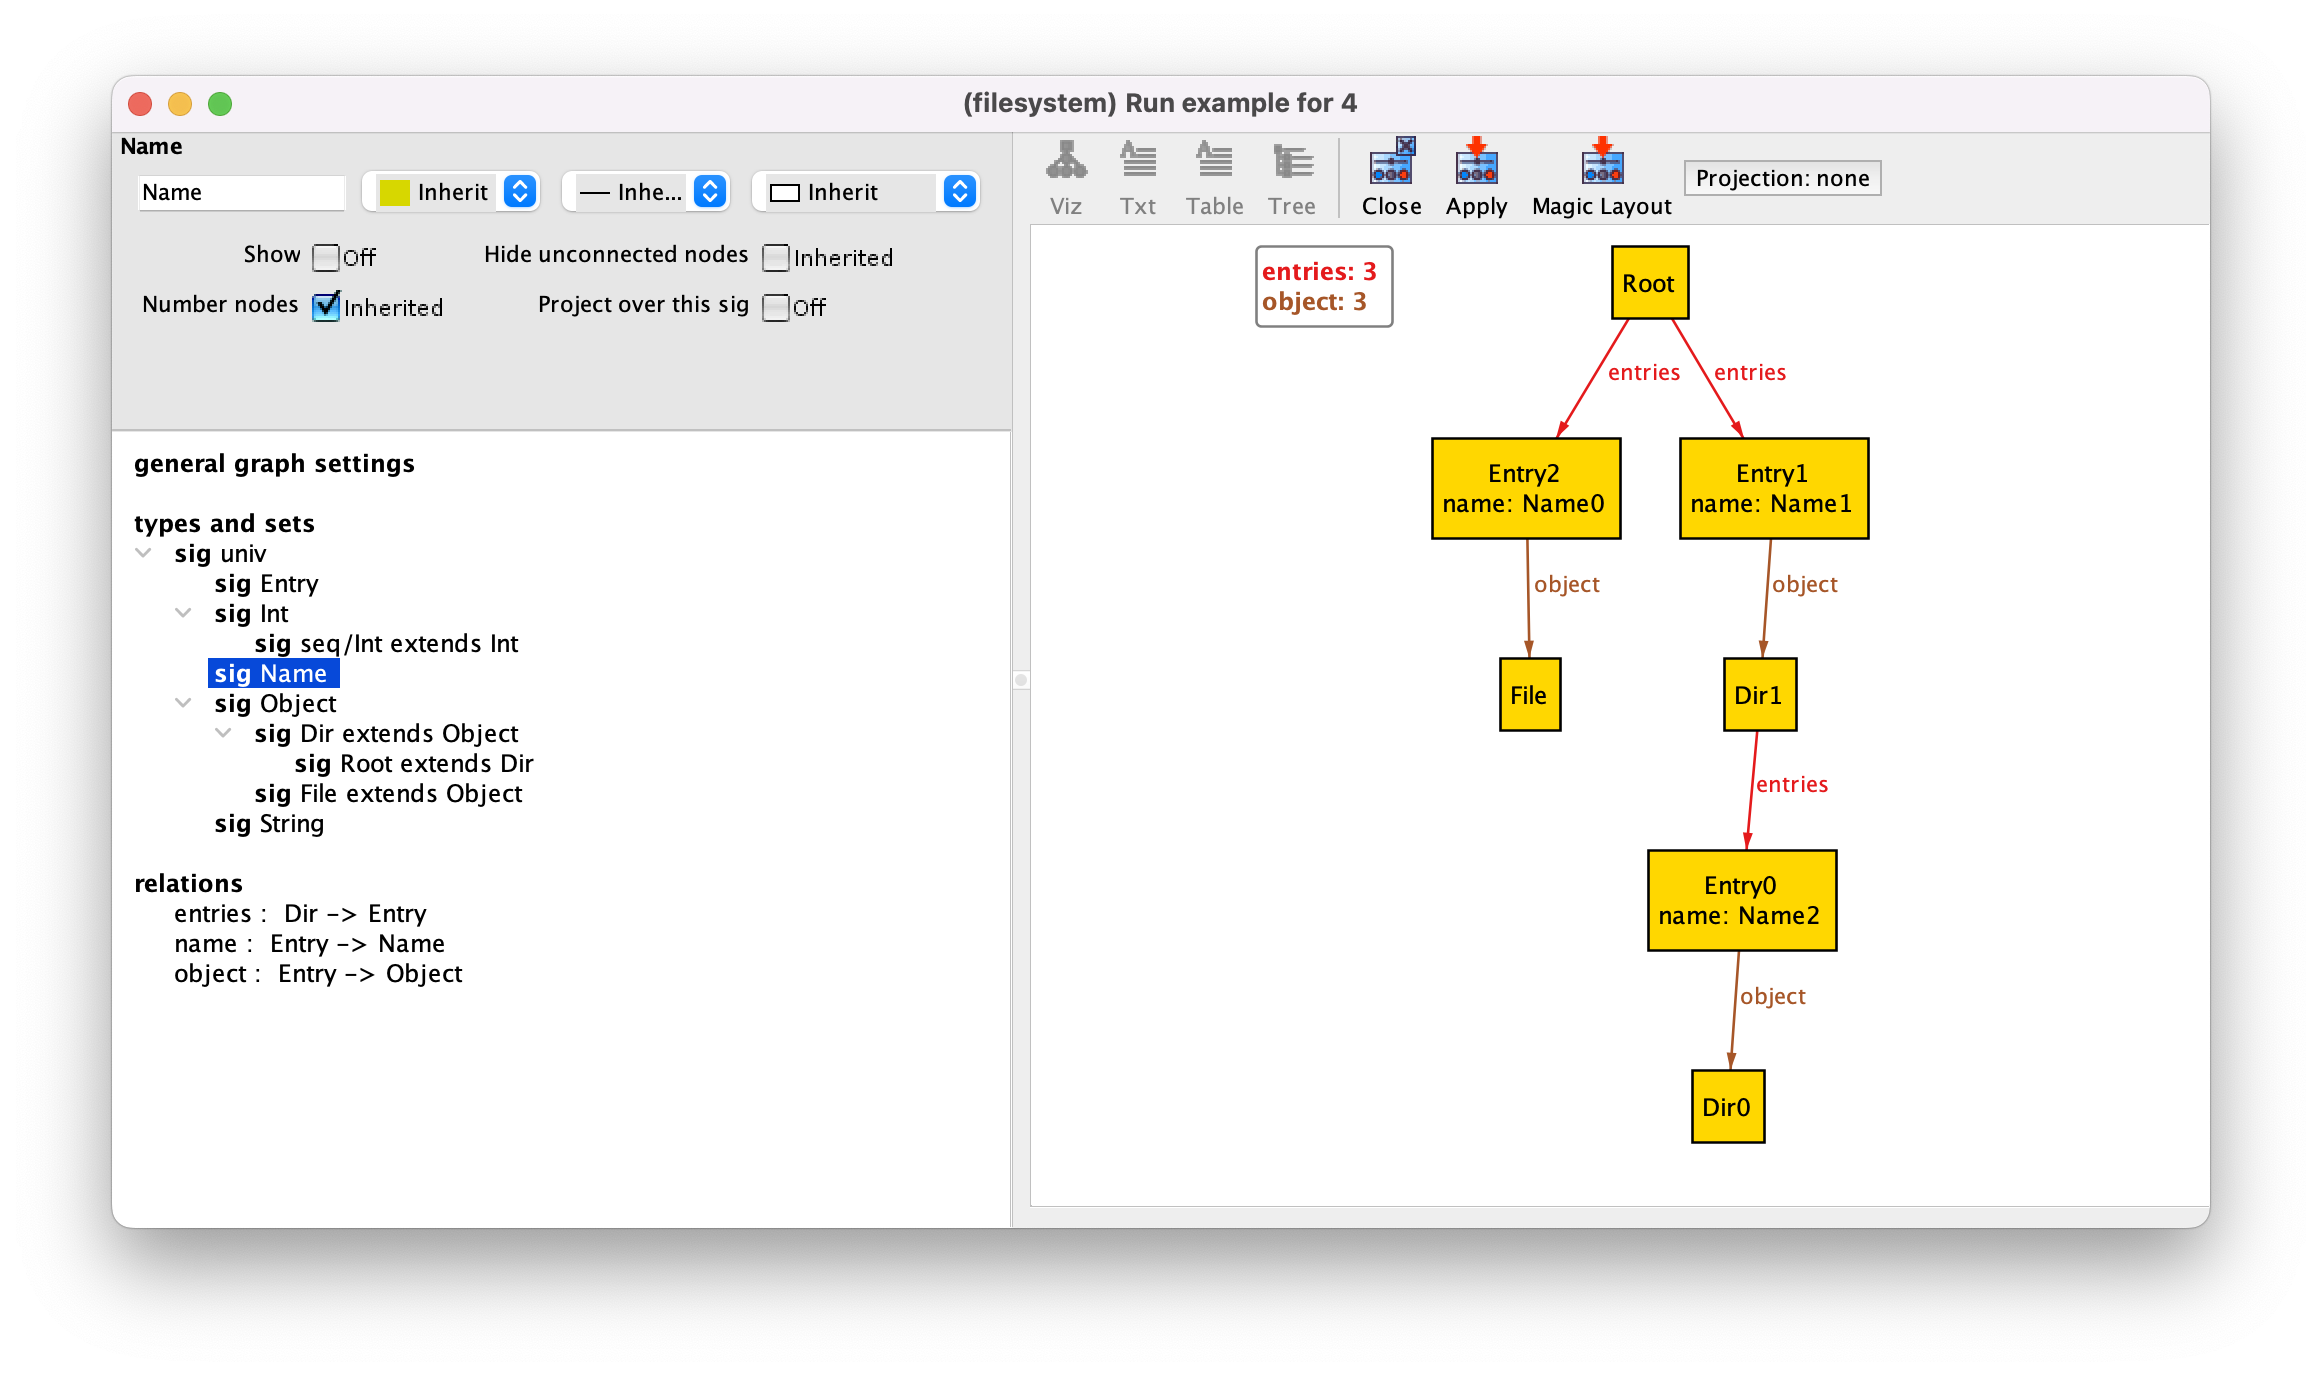 (filesystem) Run example for 4
Name
Name
Inherit
Inhe...
Inherit
Show
Off
Hide unconnected nodes
Inherited
Number nodes
Inherited
Project over this sig
Off
general graph settings
types and sets
sig univ
sig Entry
sig Int
sig seq/Int extends Int
sig Name
sig Object
sig Dir extends Object
sig Root extends Dir
sig File extends Object
sig String
relations
entries : Dir -> Entry
name : Entry -> Name
object : Entry -> Object
Viz
Txt
Table
Tree
Close
Apply
Magic Layout
Projection: none
entries: 3
object: 3
Root
entries
entries
Entry2
name: Name0
Entry1
name: Name1
object
object
File
Dir1
entries
Entry0
name: Name2
object
Dir0